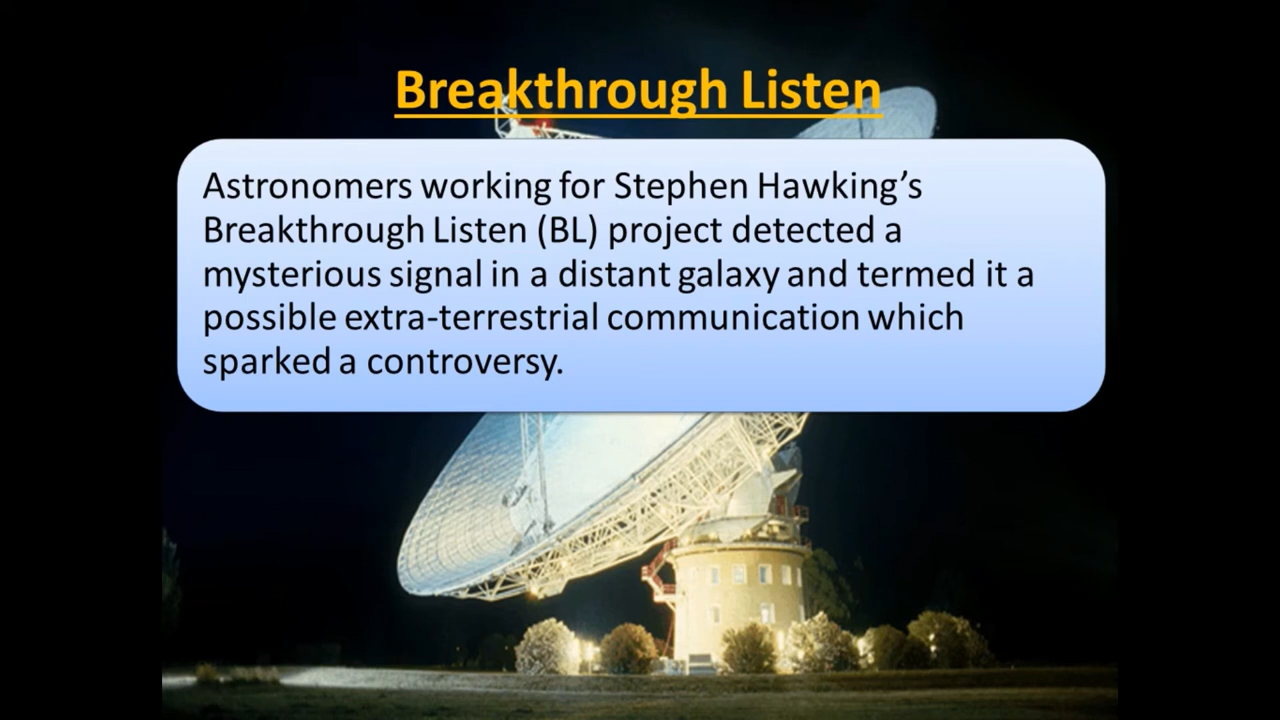 Breakthrough Listen
Astronomers working for Stephen Hawking’s
Breakthrough Listen (BL) project detected a
mysterious signal in a distant galaxy and termed it a
possible extra-terrestrial communication which
sparked a controversy.